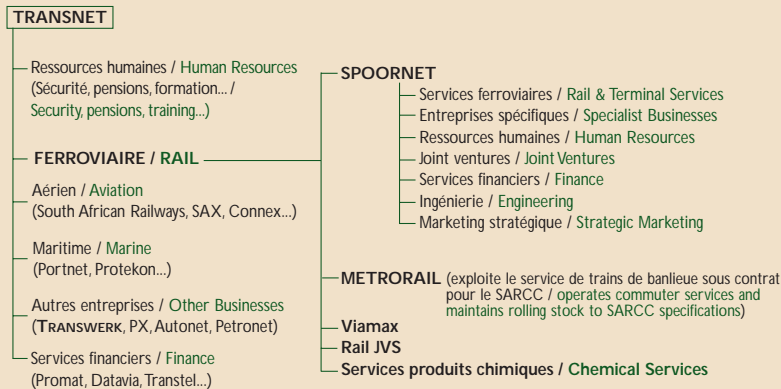 TRANSNET
Ressources humaines / Human Resources
(Sécurité, pensions, formation... /
Security, pensions, training...)
FERROVIAIRE / RAIL
Aérien / Aviation
(South African Railways, SAX, Connex...)
Maritime / Marine
(Portnet, Protekon...)
Autres entreprises / Other Businesses
(TRANSWERK, PX, Autonet, Petronet)
Services financiers / Finance
(Promat, Datavia, Transtel...)
SPOORNET
Services ferroviaires / Rail & Terminal Services
Entreprises spécifiques / Specialist Businesses
Ressources humaines / Human Resources
Joint ventures / Joint Ventures
Services financiers / Finance
Ingénierie / Engineering
Marketing stratégique / Strategic Marketing
METRORAIL (exploite le service de trains de banlieue sous contrat
pour le SARCC / operates commuter services and
maintains rolling stock to SARCC specifications)
Viamax
Rail JVS
Services produits chimiques / Chemical Services